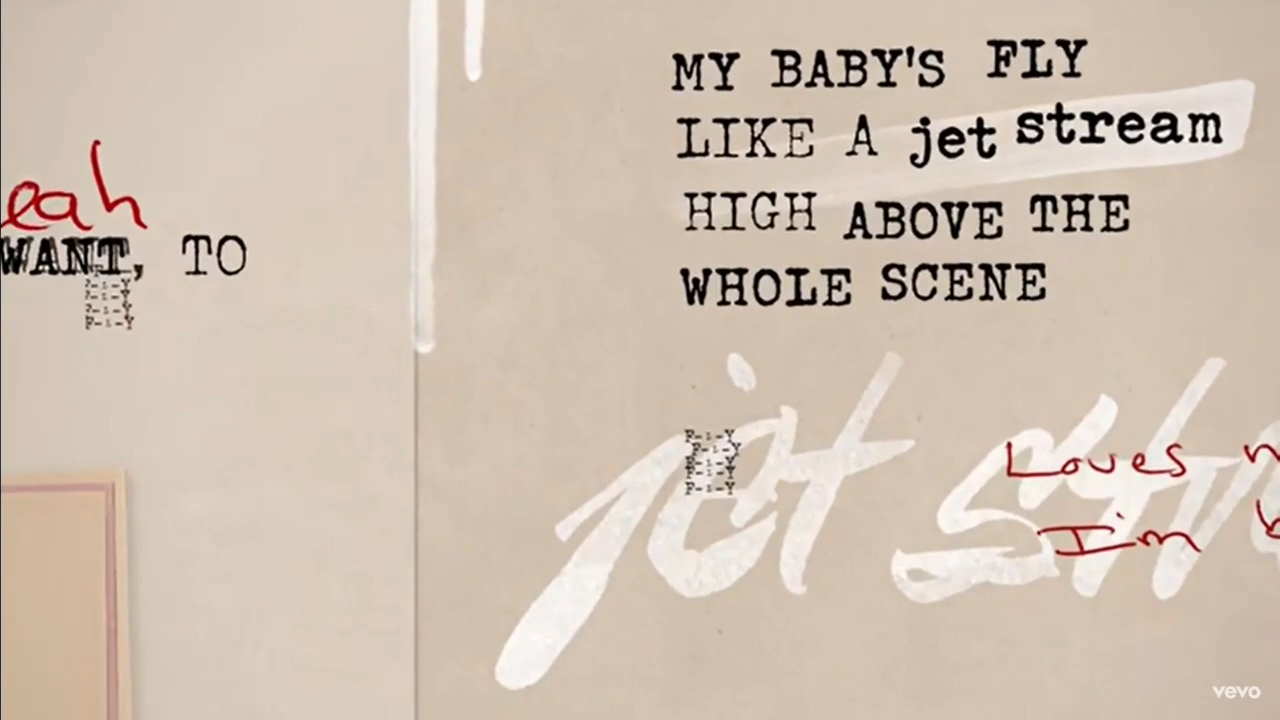 eah
WANT, TO
MY BABY'S FLY
LIKE A jet stream
HIGH ABOVE THE
WHOLE SCENE
jet
Loves
I'm
vevo